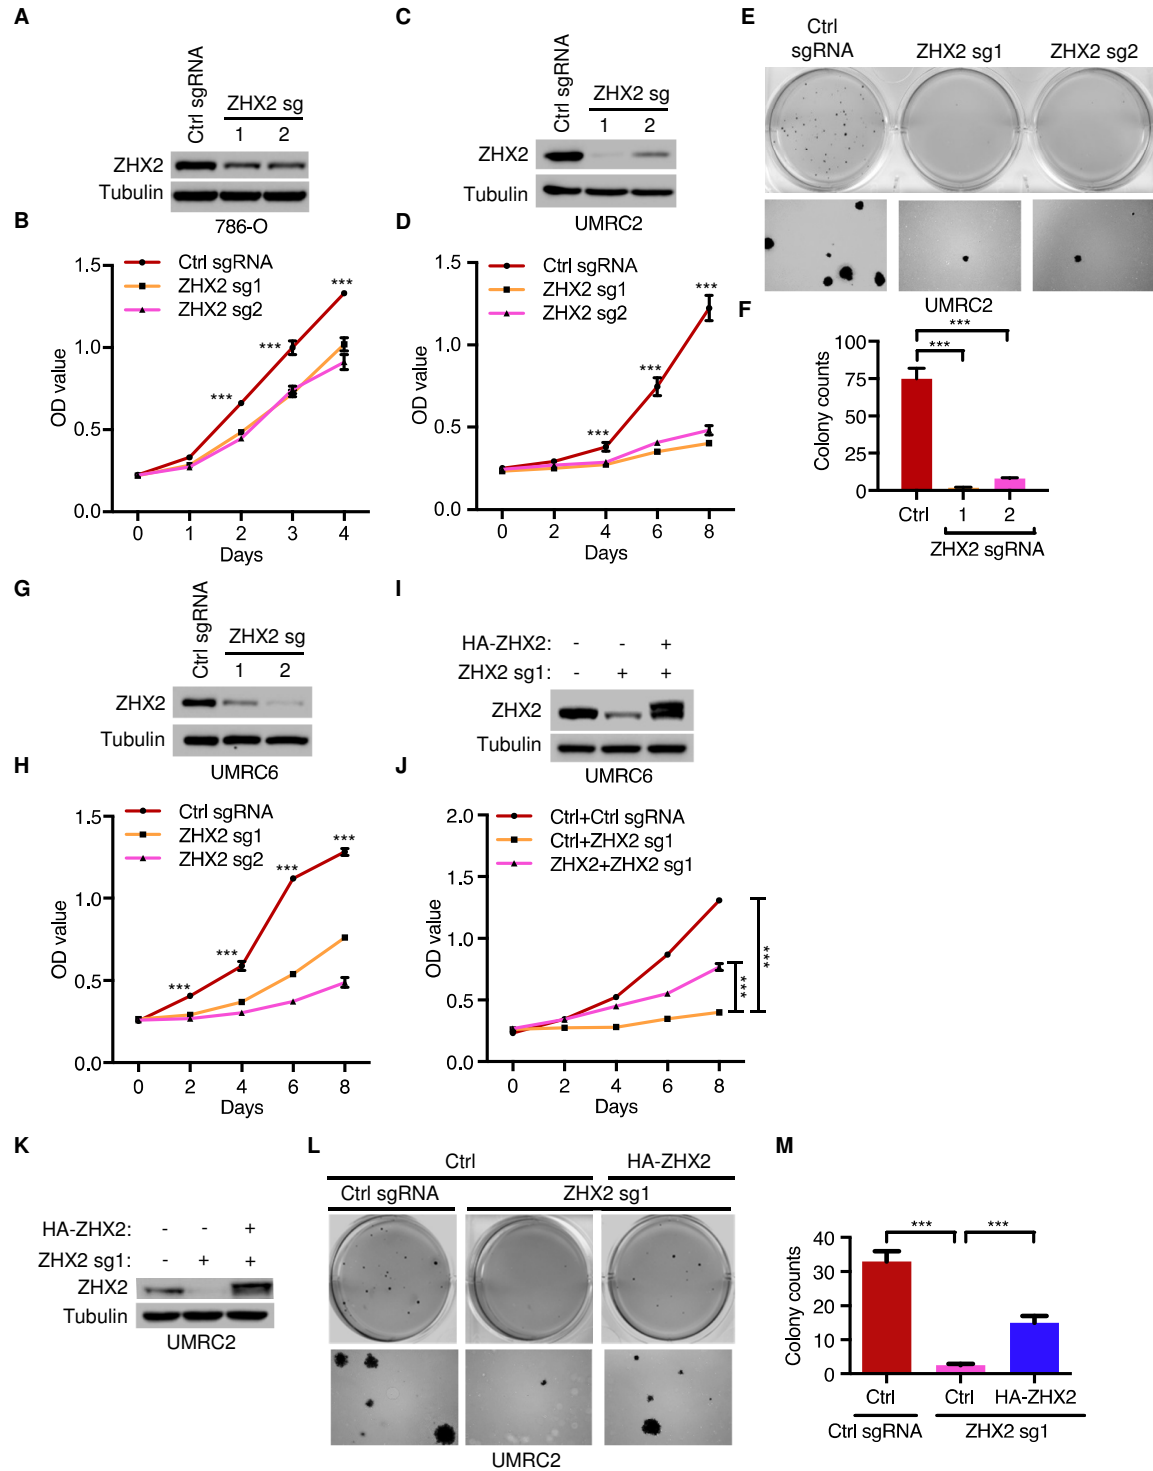 A
Ctrl sgRNA
ZHX2 sg
1 2
ZHX2
Tubulin
786-O
B
Ctrl sgRNA
ZHX2 sg1
ZHX2 sg2
1.5
1.0
0.5
0.0
OD value
***
***
***
***
0 1 2 3 4
Days
C
Ctrl sgRNA
ZHX2 sg
1 2
ZHX2
Tubulin
UMRC2
D
Ctrl sgRNA
ZHX2 sg1
ZHX2 sg2
1.5
1.0
0.5
0.0
OD value
***
***
***
0 2 4 6 8
Days
E
Ctrl
sgRNA
ZHX2 sg1
ZHX2 sg2
UMRC2
F
***
***
100
75
50
25
0
Colony counts
Ctrl 1 2
ZHX2 sgRNA
G
Ctrl sgRNA
ZHX2 sg
1 2
ZHX2
Tubulin
UMRC6
H
Ctrl sgRNA
ZHX2 sg1
ZHX2 sg2
1.5
1.0
0.5
0.0
OD value
***
***
***
***
0 2 4 6 8
Days
I
HA-ZHX2: - - +
ZHX2 sg1: - + +
ZHX2
Tubulin
UMRC6
J
Ctrl+Ctrl sgRNA
Ctrl+ZHX2 sg1
ZHX2+ZHX2 sg1
2.0
1.5
1.0
0.5
0.0
OD value
***
***
0 2 4 6 8
Days
K
HA-ZHX2: - - +
ZHX2 sg1: - + +
ZHX2
Tubulin
UMRC2
L
Ctrl HA-ZHX2
Ctrl sgRNA ZHX2 sg1
UMRC2
M
*** ***
40
30
20
10
0
Colony counts
Ctrl Ctrl HA-ZHX2
Ctrl sgRNA ZHX2 sg1